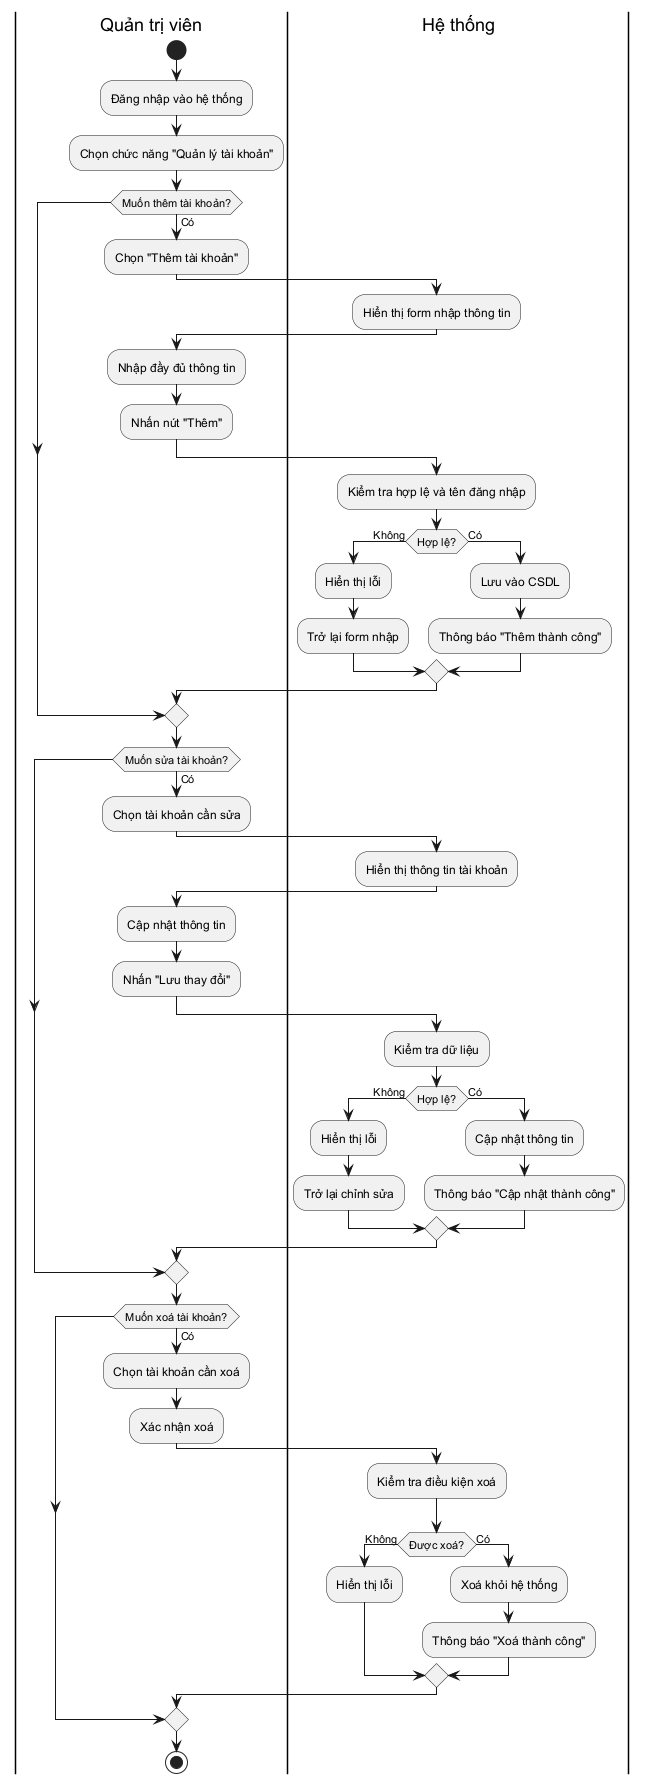 Quản trị viên
Hệ thống
Đăng nhập vào hệ thống
Chọn chức năng "Quản lý tài khoản"
Muốn thêm tài khoản?
Có
Chọn "Thêm tài khoản"
Hiển thị form nhập thông tin
Nhập đầy đủ thông tin
Nhấn nút "Thêm"
Kiểm tra hợp lệ và tên đăng nhập
Không
Hợp lệ?
Có
Hiển thị lỗi
Lưu vào CSDL
Trở lại form nhập
Thông báo "Thêm thành công"
Muốn sửa tài khoản?
Có
Chọn tài khoản cần sửa
Hiển thị thông tin tài khoản
Cập nhật thông tin
Nhấn "Lưu thay đổi"
Kiểm tra dữ liệu
Không
Hợp lệ?
Có
Hiển thị lỗi
Cập nhật thông tin
Trở lại chỉnh sửa
Thông báo "Cập nhật thành công"
Muốn xoá tài khoản?
Có
Chọn tài khoản cần xoá
Xác nhận xoá
Kiểm tra điều kiện xoá
Không
Được xoá?
Có
Hiển thị lỗi
Xoá khỏi hệ thống
Thông báo "Xoá thành công"